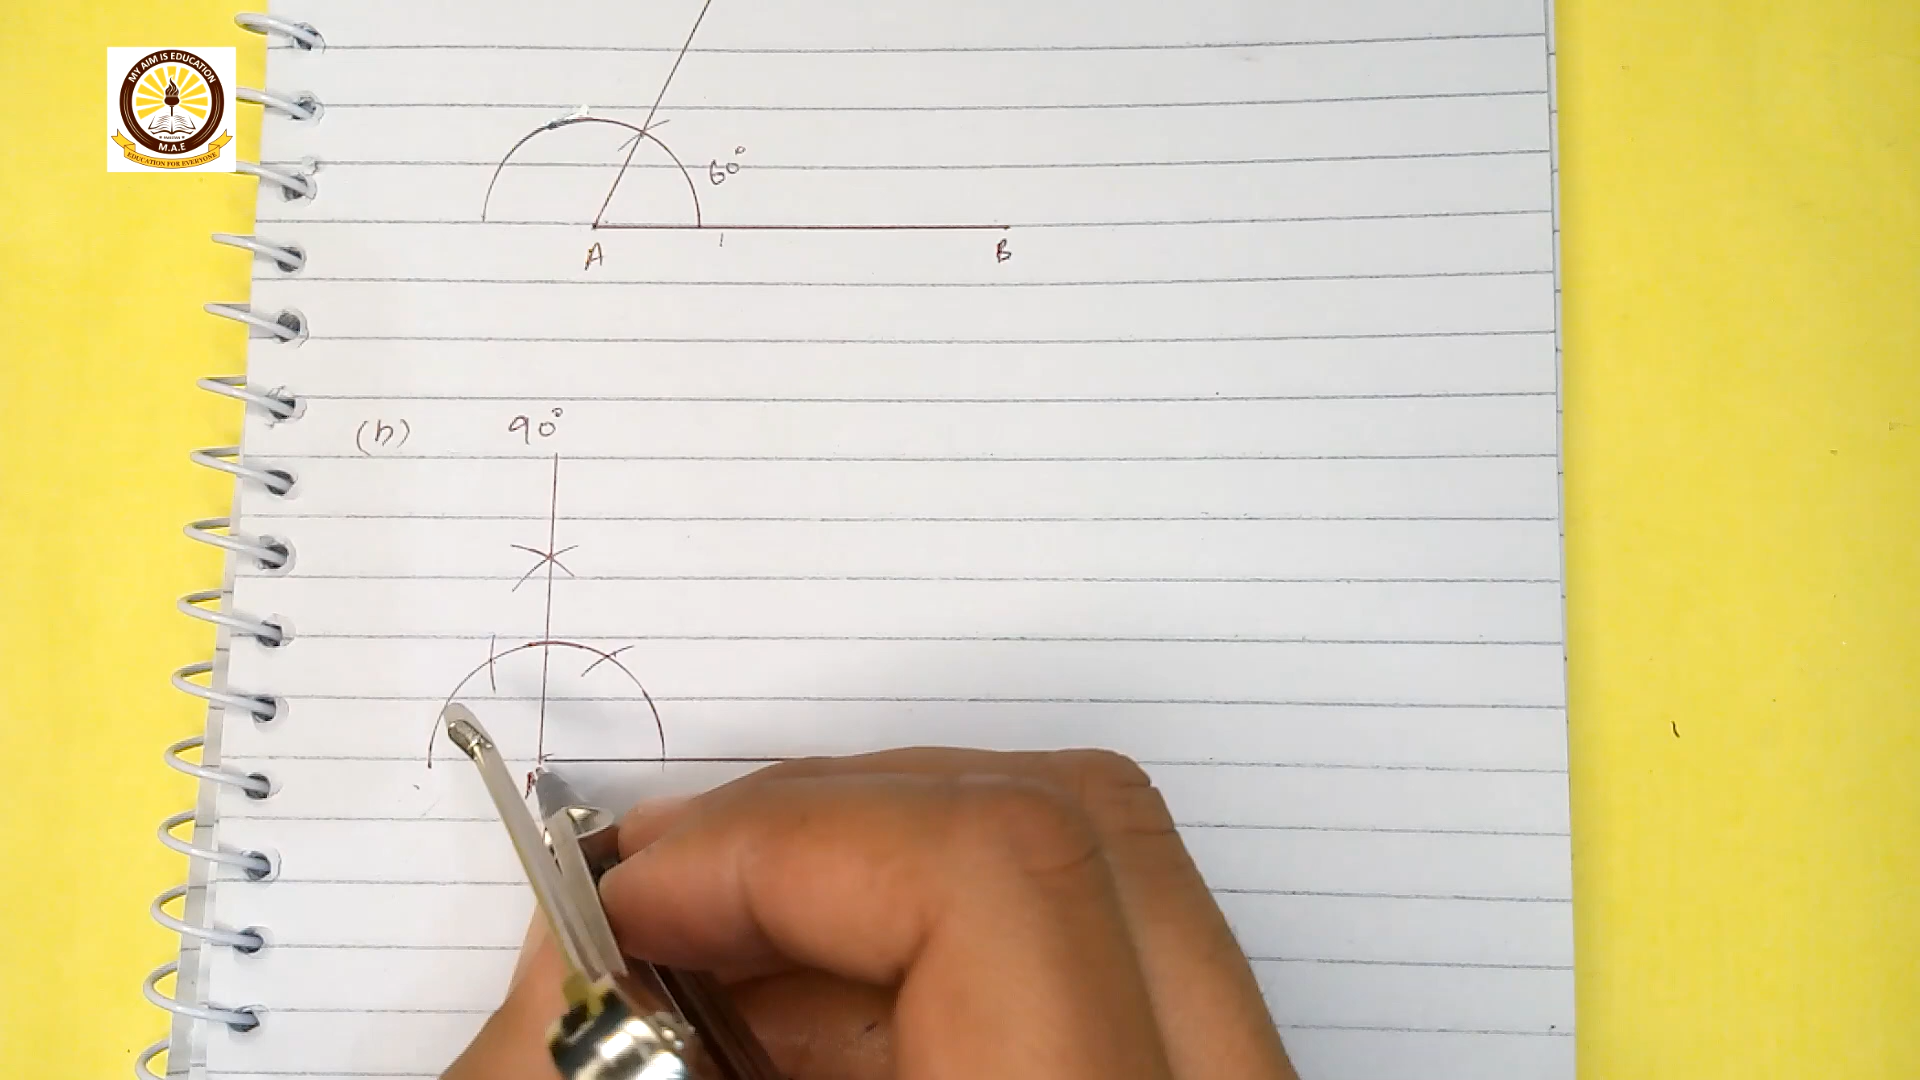 MY AIM IS EDUCATION
M.A.E
EDUCATION FOR EVERYONE
60°
A B
(b) 90°
A